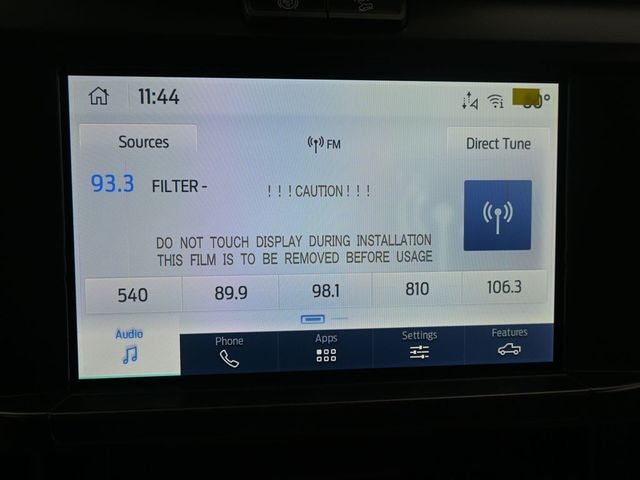 11:44
Sources
FM
Direct Tune
93.3
FILTER -
! ! !CAUTION! ! !
DO NOT TOUCH DISPLAY DURING INSTALLATION
THIS FILM IS TO BE REMOVED BEFORE USAGE
540
89.9
98.1
810
106.3
Audio
Phone
Apps
Settings
Features